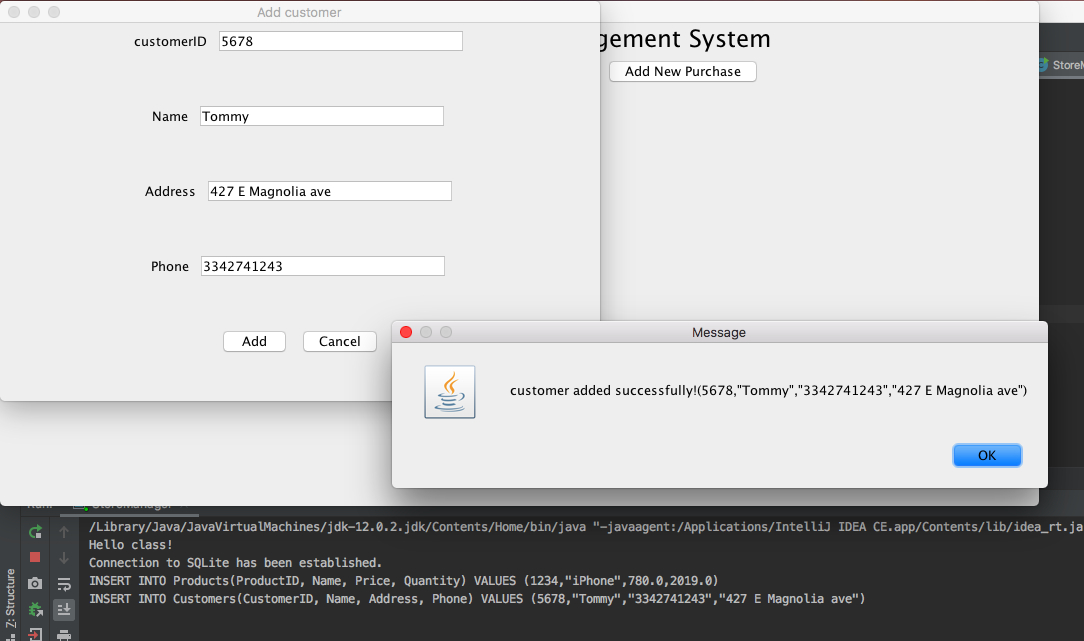 Add customer
customerID 5678
gement System
StoreM
Add New Purchase
Name Tommy
Address 427 E Magnolia ave
Phone 3342741243
Add Cancel
Message
customer added successfully!(5678,"Tommy","3342741243","427 E Magnolia ave")
OK
/Library/Java/JavaVirtualMachines/jdk-12.0.2.jdk/Contents/Home/bin/java "-javaagent:/Applications/IntelliJ IDEA CE.app/Contents/lib/idea_rt.ja
Hello class!
Connection to SQLite has been established.
INSERT INTO Products(ProductID, Name, Price, Quantity) VALUES (1234,"iPhone",780.0,2019.0)
INSERT INTO Customers(CustomerID, Name, Address, Phone) VALUES (5678,"Tommy","3342741243","427 E Magnolia ave")
Z: Structure